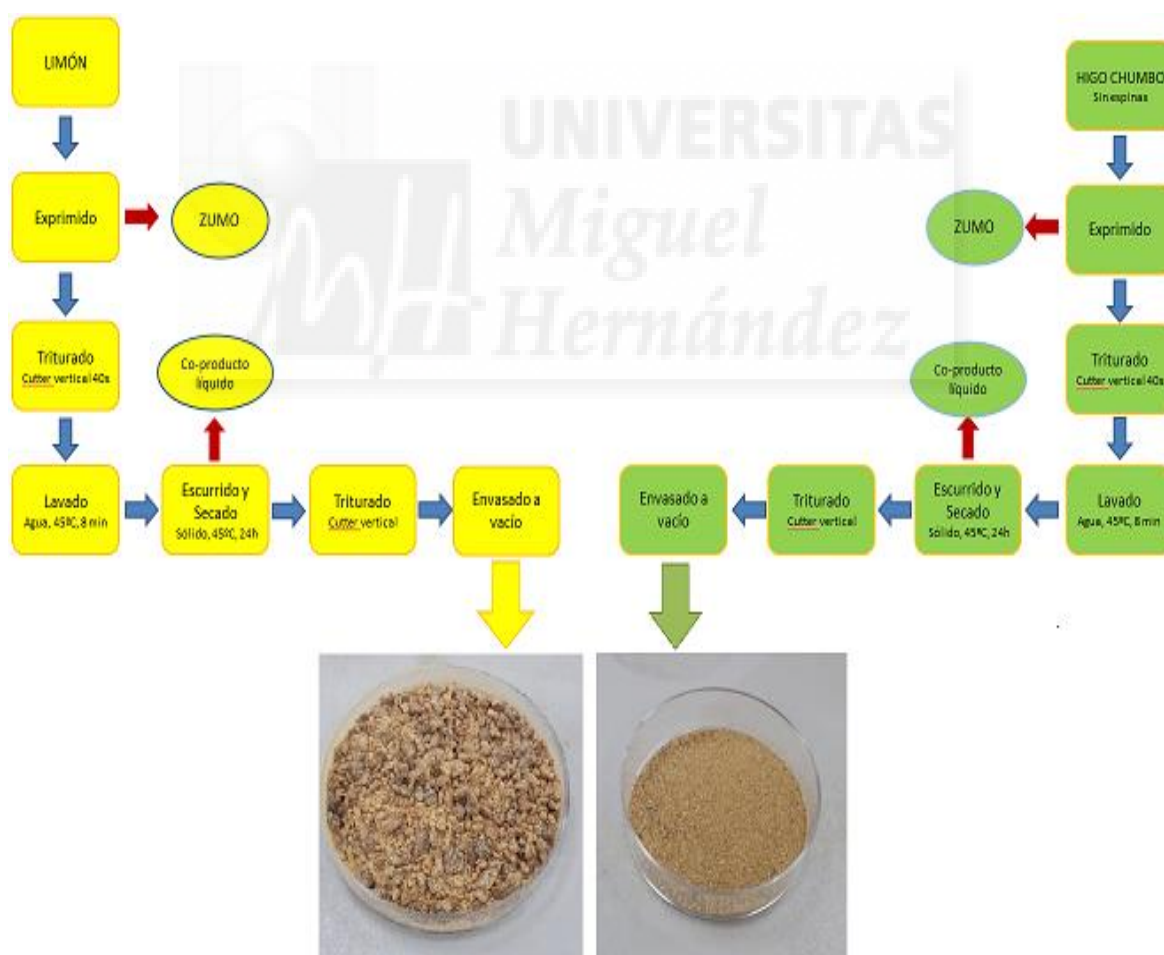 LIMÓN
Exprimido
ZUMO
Triturado
Cutter vertical 40s
Co-producto
líquido
Lavado
Agua, 45ºC, 8 min
Escurrido y
Secado
Sólido, 45ºC, 24h
Triturado
Cutter vertical
Envasado a
vacío
HIGO CHUMBO
Sin espinas
Exprimido
ZUMO
Triturado
Cutter vertical 40s
Co-producto
líquido
Lavado
Agua, 45ºC, 8 min
Escurrido y
Secado
Sólido, 45ºC, 24h
Triturado
Cutter vertical
Envasado a
vacío
UNIVERSITAS
Miguel
Hernández